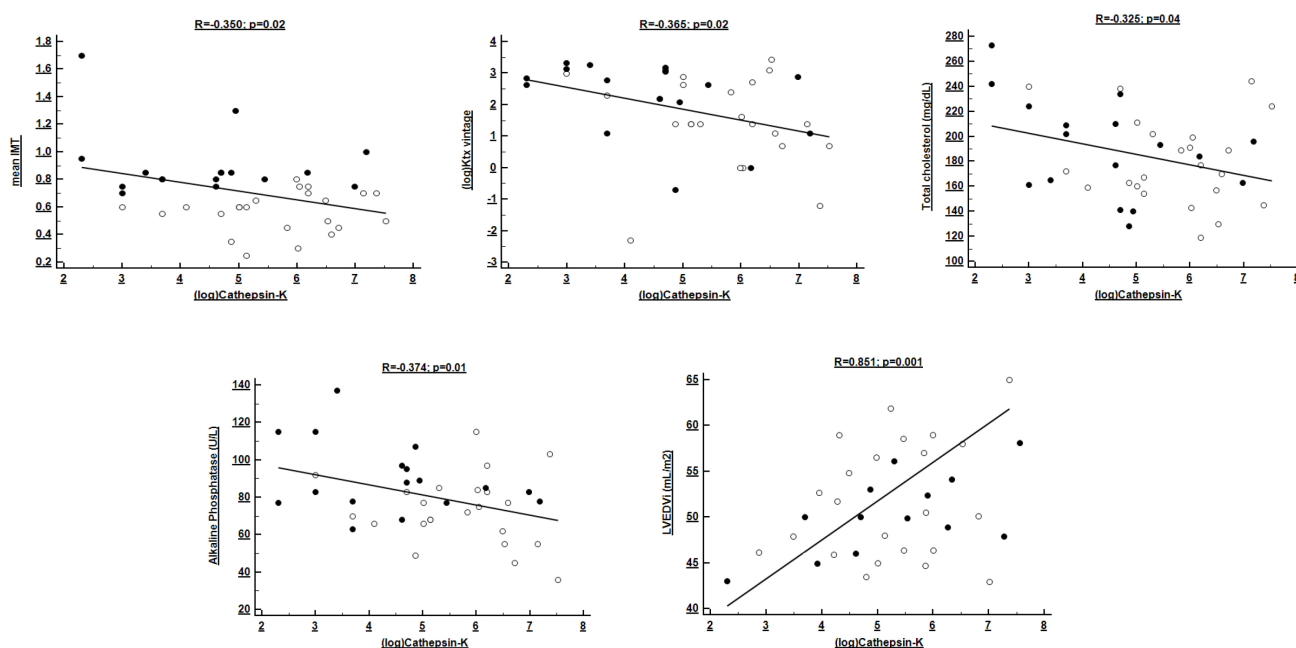 R=-0.350; p=0.02
mean IMT
1.8
1.6
1.4
1.2
1.0
0.8
0.6
0.4
0.2
2 3 4 5 6 7 8
(log)Cathepsin-K
R=-0.365; p=0.02
(log)Ktx vintage
4
3
2
1
0
-1
-2
-3
2 3 4 5 6 7 8
(log)Cathepsin-K
R=-0.325; p=0.04
Total cholesterol (mg/dL)
280
260
240
220
200
180
160
140
120
100
2 3 4 5 6 7 8
(log)Cathepsin-K
R=-0.374; p=0.01
Alkaline Phosphatase (U/L)
140
120
100
80
60
40
20
2 3 4 5 6 7 8
(log)Cathepsin-K
R=0.851; p=0.001
LVEDVi (mL/m2)
65
60
55
50
45
40
2 3 4 5 6 7 8
(log)Cathepsin-K